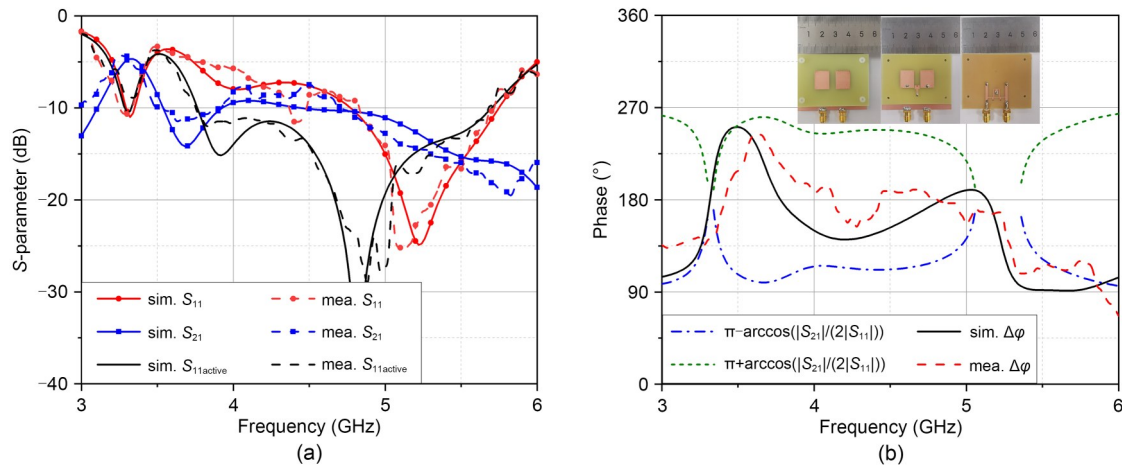 0
−10
−20
−30
−40
S-parameter (dB)
sim. S11
mea. S11
sim. S21
mea. S21
sim. S11active
mea. S11active
3
4
5
6
Frequency (GHz)
(a)
360
270
180
90
0
Phase (°)
1 2 3 4 5 6
1 2 3 4 5 6
1 2 3 4 5 6
π−arccos(|S21|/(2|S11|))
sim. Δφ
π+arccos(|S21|/(2|S11|))
mea. Δφ
3
4
5
6
Frequency (GHz)
(b)